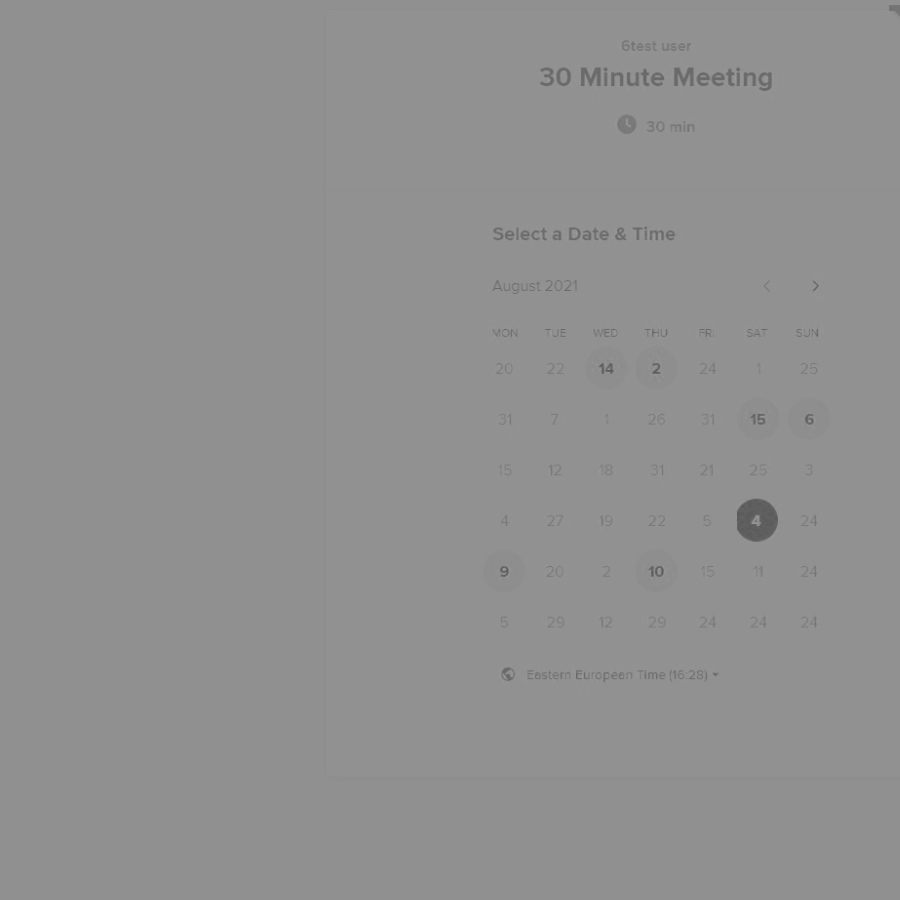 6test user
30 Minute Meeting
30 min
Select a Date & Time
August 2021
MON TUE WED THU FRI SAT SUN
20 22 14 2 24 1 25
31 7 1 26 31 15 6
15 12 18 31 21 25 3
4 27 19 22 5 4 24
9 20 2 10 15 11 24
5 29 12 29 24 24 24
Eastern European Time (16:28)